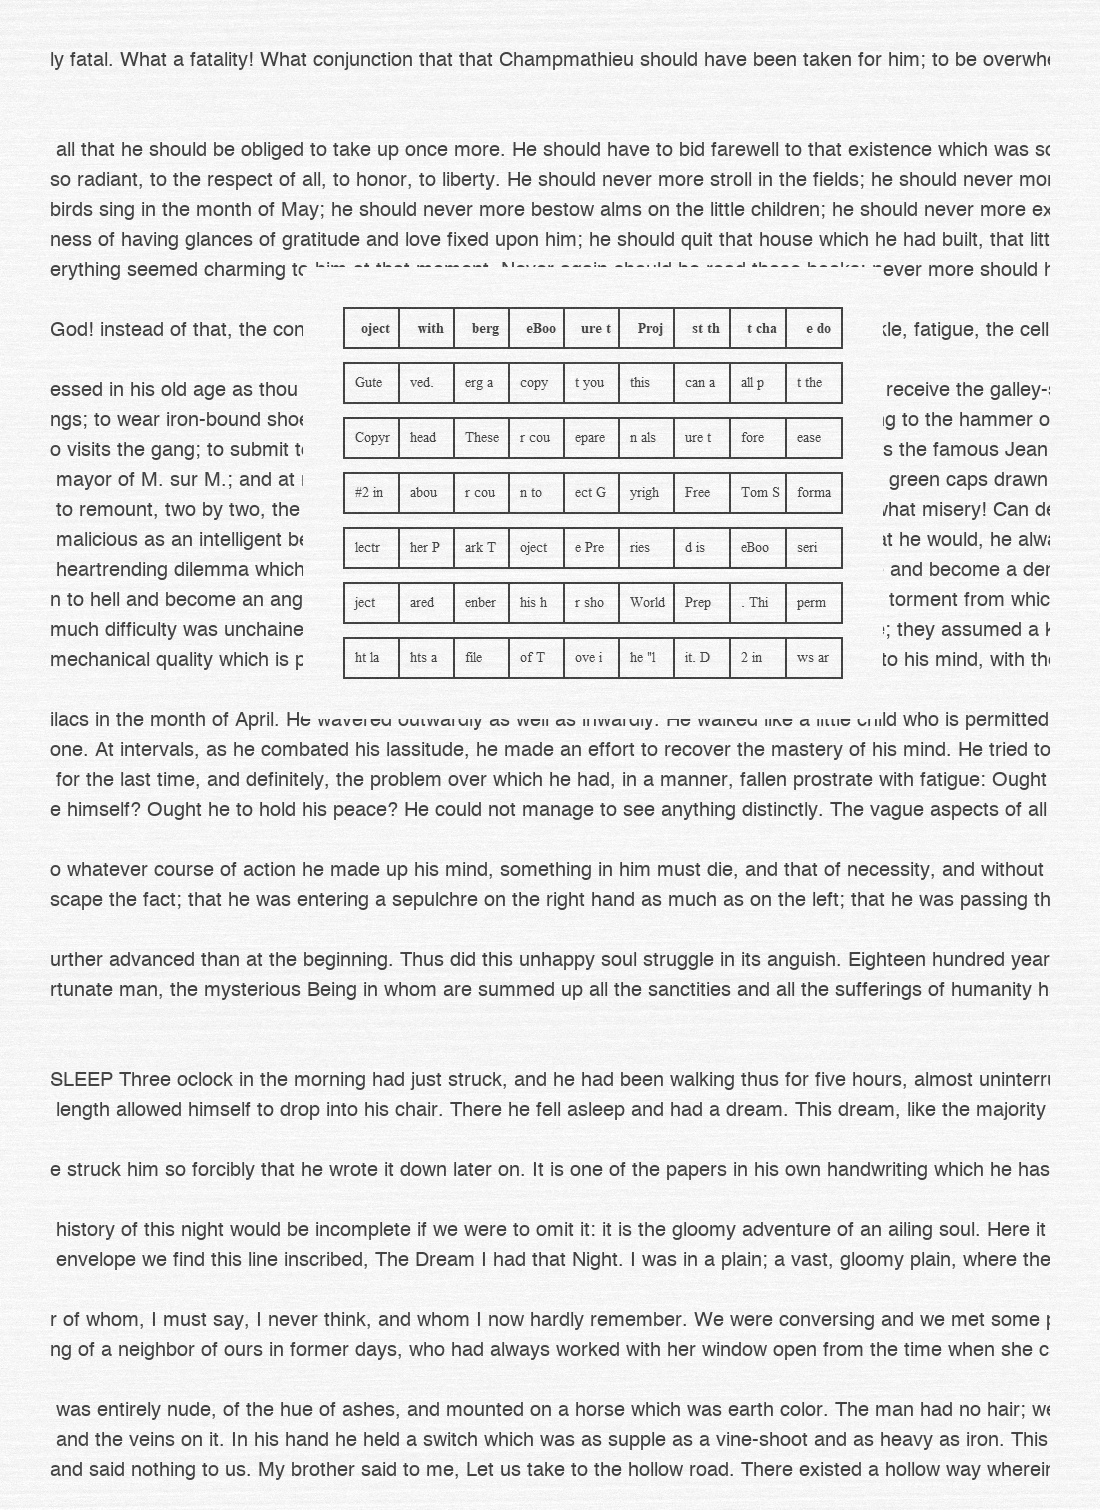 ly fatal. What a fatality! What conjunction that that Champmathieu should have been taken for him; to be
all that he should be obliged to take up once more. He should have to bid farewell to that existence which was
so radiant, to the respect of all, to honor, to liberty. He should never more stroll in the fields; he should never
birds sing in the month of May; he should never more bestow alms on the little children; he should never more
ness of having glances of gratitude and love fixed upon him; he should quit that house which he had built, that litt
erything seemed charming to him at that moment. Never again should he read those books; never more should
God! instead of that, the con
fatigue, the cell
oject with berg eBoo ure t Proj st th t cha e do
Gute ved. erg a copy t you this can a all p t the
Copyr head These r cou epare n als ure t fore ease
#2 in abou r cou n to ect G yrigh Free Tom S forma
lectr her P ark T oject e Pre ries d is eBoo seri
ject ared enber his h r sho World Prep . Thi perm
ht la hts a file of T ove i he "l it. D 2 in ws ar
essed in his old age as thou
receive the galley-
ngs; to wear iron-bound
to the hammer
o visits the gang; to submit
the famous Jean
mayor of M. sur M.; and at
green caps drawn
to remount, two by two, the
what misery! Can
malicious as an intelligent
he would, he
heartrending dilemma which
and become a
n to hell and become an ang
torment from
much difficulty was
they assumed a
mechanical quality which is
to his mind, with
ilacs in the month of April. He wavered outwardly as well as inwardly. He walked like a little child who is permitted
one. At intervals, as he combated his lassitude, he made an effort to recover the mastery of his mind. He tried to
for the last time, and definitely, the problem over which he had, in a manner, fallen prostrate with fatigue: Ought
e himself? Ought he to hold his peace? He could not manage to see anything distinctly. The vague aspects of all
o whatever course of action he made up his mind, something in him must die, and that of necessity, and without
scape the fact; that he was entering a sepulchre on the right hand as much as on the left; that he was passing th
urther advanced than at the beginning. Thus did this unhappy soul struggle in its anguish. Eighteen hundred year
rtunate man, the mysterious Being in whom are summed up all the sanctities and all the sufferings of humanity h
SLEEP Three oclock in the morning had just struck, and he had been walking thus for five hours, almost
length allowed himself to drop into his chair. There he fell asleep and had a dream. This dream, like the majority
e struck him so forcibly that he wrote it down later on. It is one of the papers in his own handwriting which he has
history of this night would be incomplete if we were to omit it: it is the gloomy adventure of an ailing soul. Here it
envelope we find this line inscribed, The Dream I had that Night. I was in a plain; a vast, gloomy plain, where the
r of whom, I must say, I never think, and whom I now hardly remember. We were conversing and we met some
ng of a neighbor of ours in former days, who had always worked with her window open from the time when she c
was entirely nude, of the hue of ashes, and mounted on a horse which was earth color. The man had no hair; we
and the veins on it. In his hand he held a switch which was as supple as a vine-shoot and as heavy as iron. This
and said nothing to us. My brother said to me, Let us take to the hollow road. There existed a hollow way